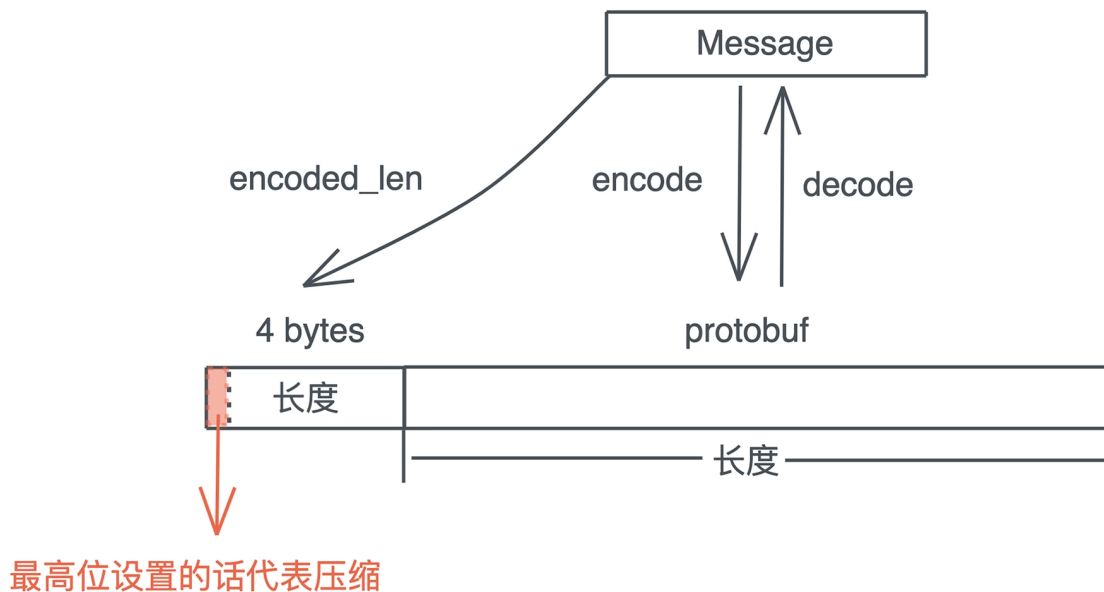 Message
encoded_len
encode
decode
4 bytes
protobuf
长度
长度
最高位设置的话代表压缩